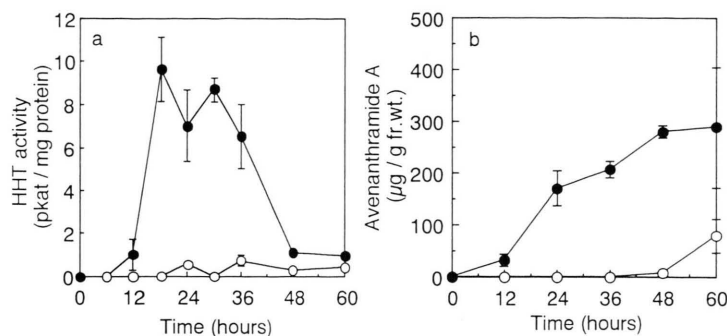 a
HHT activity
(pkat / mg protein)
12
10
8
6
4
2
0
0 12 24 36 48 60
Time (hours)
b
Avenanthramide A
(µg / g fr.wt.)
500
400
300
200
100
0
0 12 24 36 48 60
Time (hours)